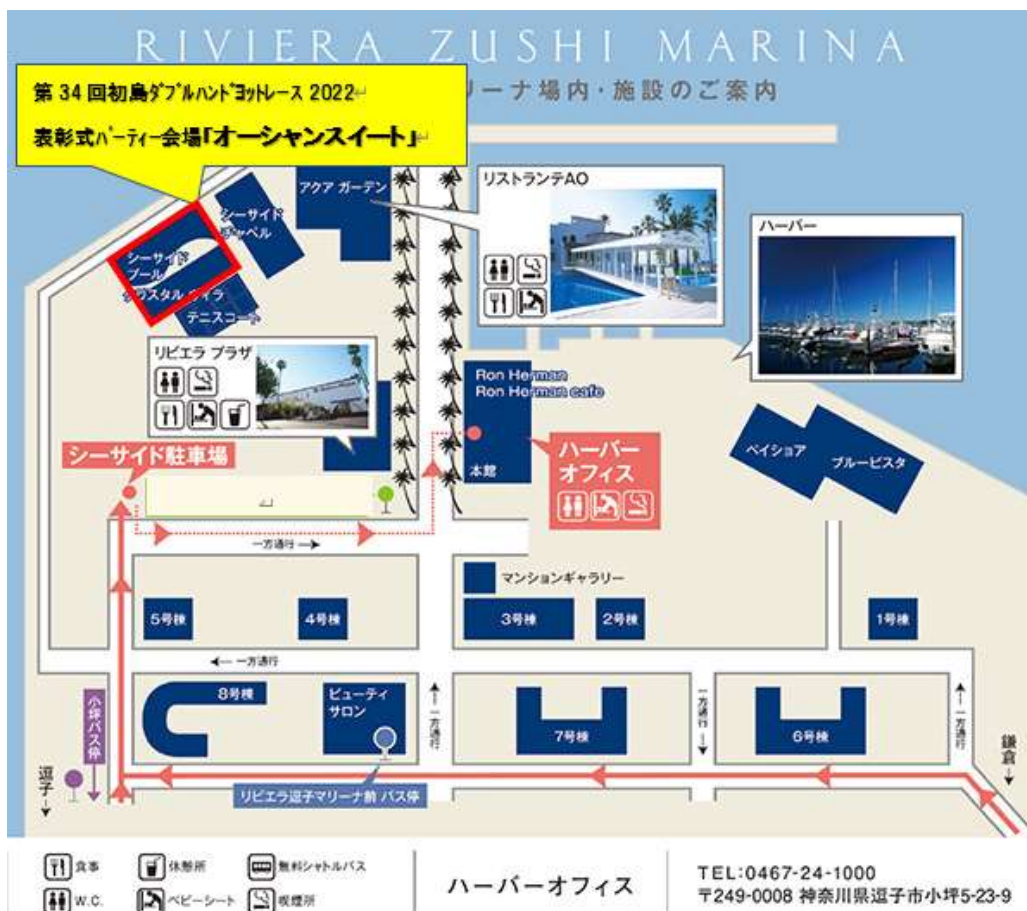 RIVIERA ZUSHI MARINA
リーナ場内・施設のご案内
第34回初島ダブルハンドヨットレース 2022
表彰式パーティー会場「オーシャンスイート」
アクア ガーデン
リストランテAO
シーサイド
チャペル
ハーバー
シーサイド
プール
クリスタル ヴィラ
テニスコート
リビエラ プラザ
Ron Herman
Ron Herman cafe
本館
ハーバー
オフィス
ベイショア
ブルービスタ
シーサイド駐車場
一方通行
マンションギャラリー
5号棟
4号棟
3号棟
2号棟
1号棟
一方通行
8号棟
ビューティ
サロン
一方通行
7号棟
一方通行
6号棟
一方通行
小坪バス停
逗子
鎌倉
リビエラ逗子マリーナ前 バス停
食事
休憩所
無料シャトルバス
W.C.
ベビーシート
喫煙所
ハーバーオフィス
TEL:0467-24-1000
〒249-0008 神奈川県逗子市小坪5-23-9